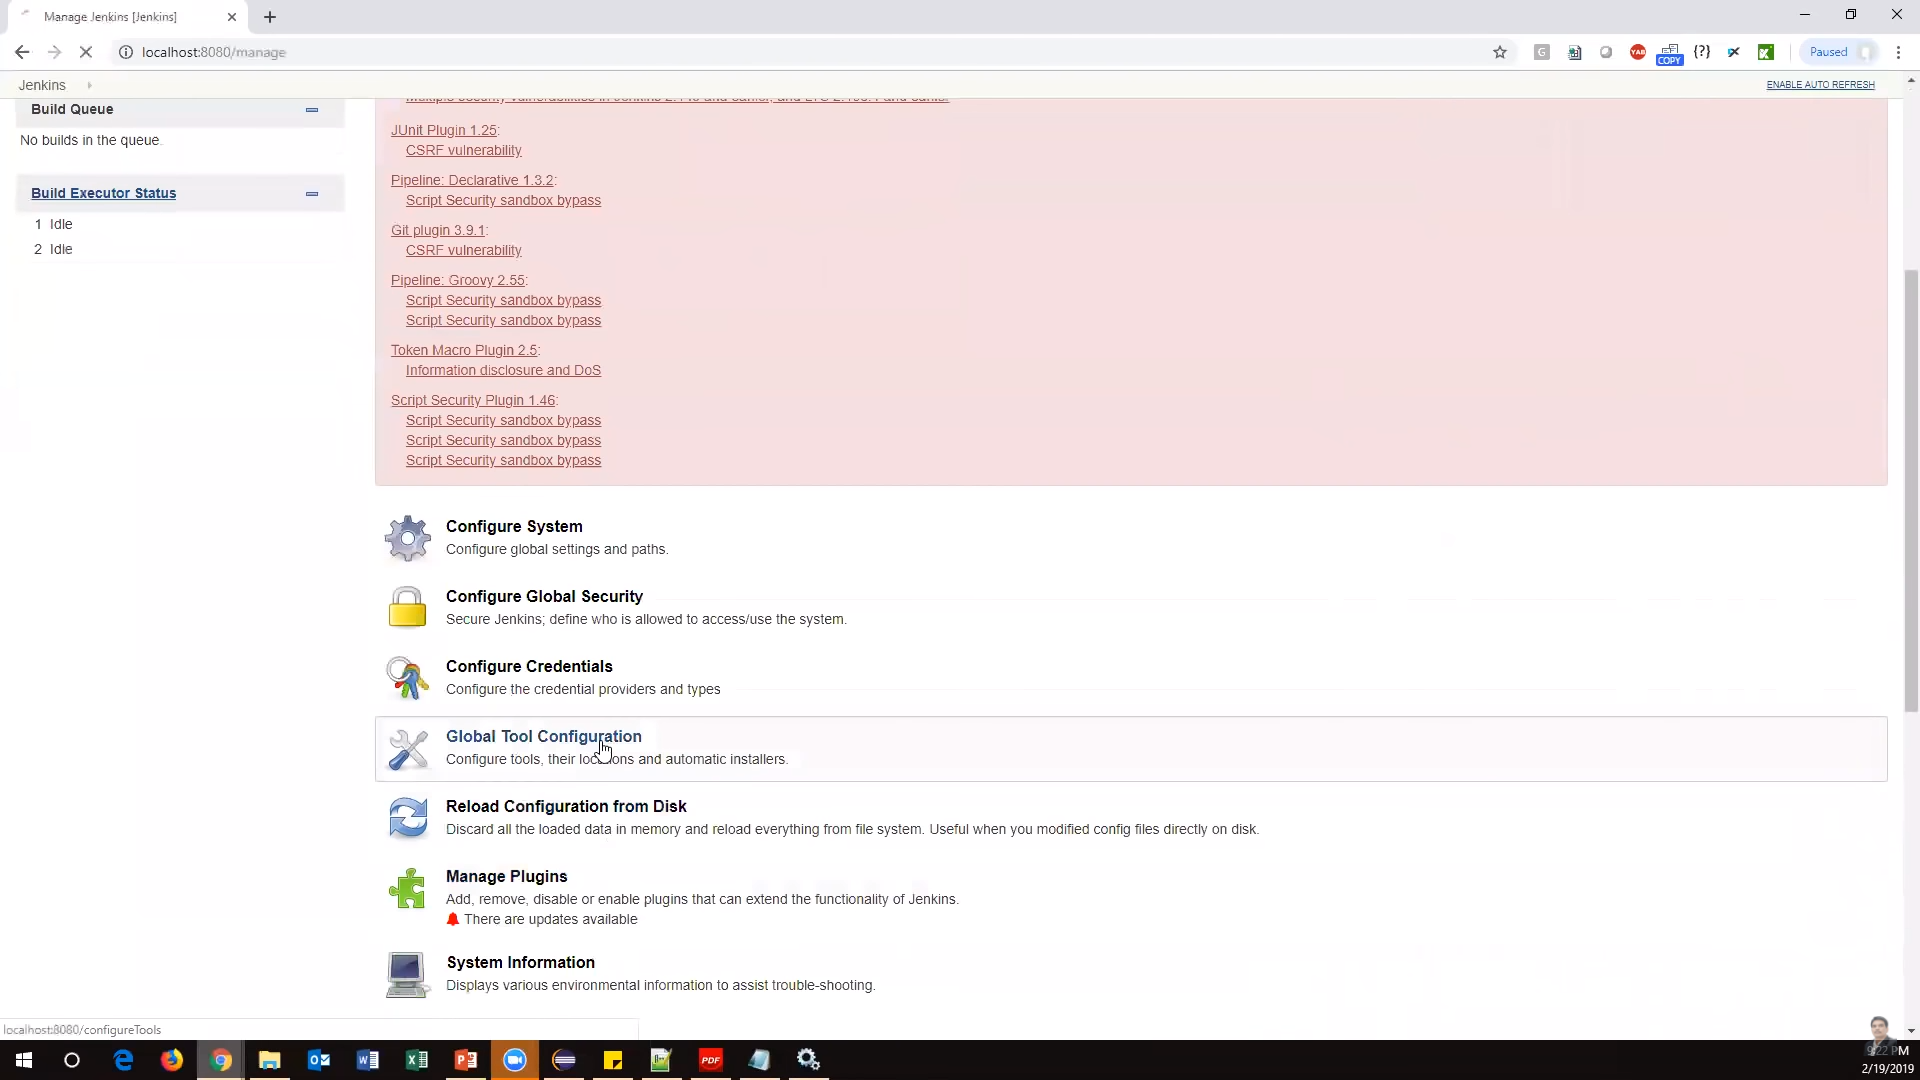 Manage Jenkins [Jenkins]
localhost:8080/manage
COPY
Paused
Jenkins
ENABLE AUTO REFRESH
Build Queue
No builds in the queue.
Build Executor Status
1 Idle
2 Idle
JUnit Plugin 1.25:
CSRF vulnerability
Pipeline: Declarative 1.3.2:
Script Security sandbox bypass
Git plugin 3.9.1:
CSRF vulnerability
Pipeline: Groovy 2.55:
Script Security sandbox bypass
Script Security sandbox bypass
Token Macro Plugin 2.5:
Information disclosure and DoS
Script Security Plugin 1.46:
Script Security sandbox bypass
Script Security sandbox bypass
Script Security sandbox bypass
Configure System
Configure global settings and paths.
Configure Global Security
Secure Jenkins; define who is allowed to access/use the system.
Configure Credentials
Configure the credential providers and types
Global Tool Configuration
Configure tools, their locations and automatic installers.
Reload Configuration from Disk
Discard all the loaded data in memory and reload everything from file system. Useful when you modified config files directly on disk.
Manage Plugins
Add, remove, disable or enable plugins that can extend the functionality of Jenkins.
There are updates available
System Information
Displays various environmental information to assist trouble-shooting.
localhost:8080/configureTools
PDF
9:22 PM
2/19/2019